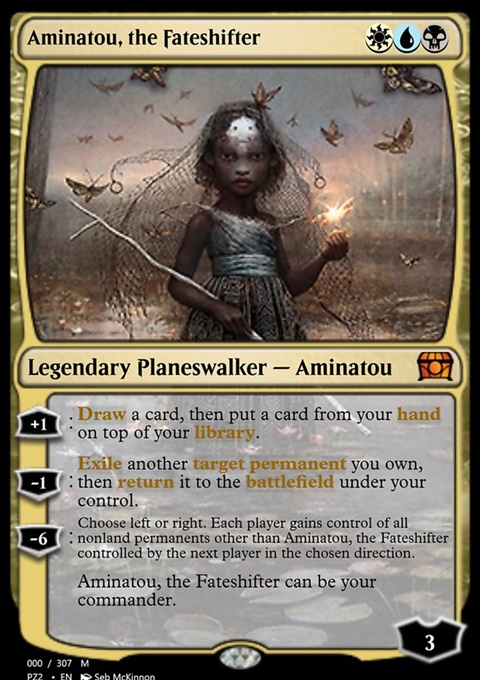 Aminatou, the Fateshifter
Legendary Planeswalker — Aminatou
+1
: Draw a card, then put a card from your hand
on top of your library.
-1
: Exile another target permanent you own,
then return it to the battlefield under your
control.
-6
: Choose left or right. Each player gains control of all
nonland permanents other than Aminatou, the Fateshifter
controlled by the next player in the chosen direction.
Aminatou, the Fateshifter can be your
commander.
3
000 / 307 M
PZ2 • EN Seb McKinnon